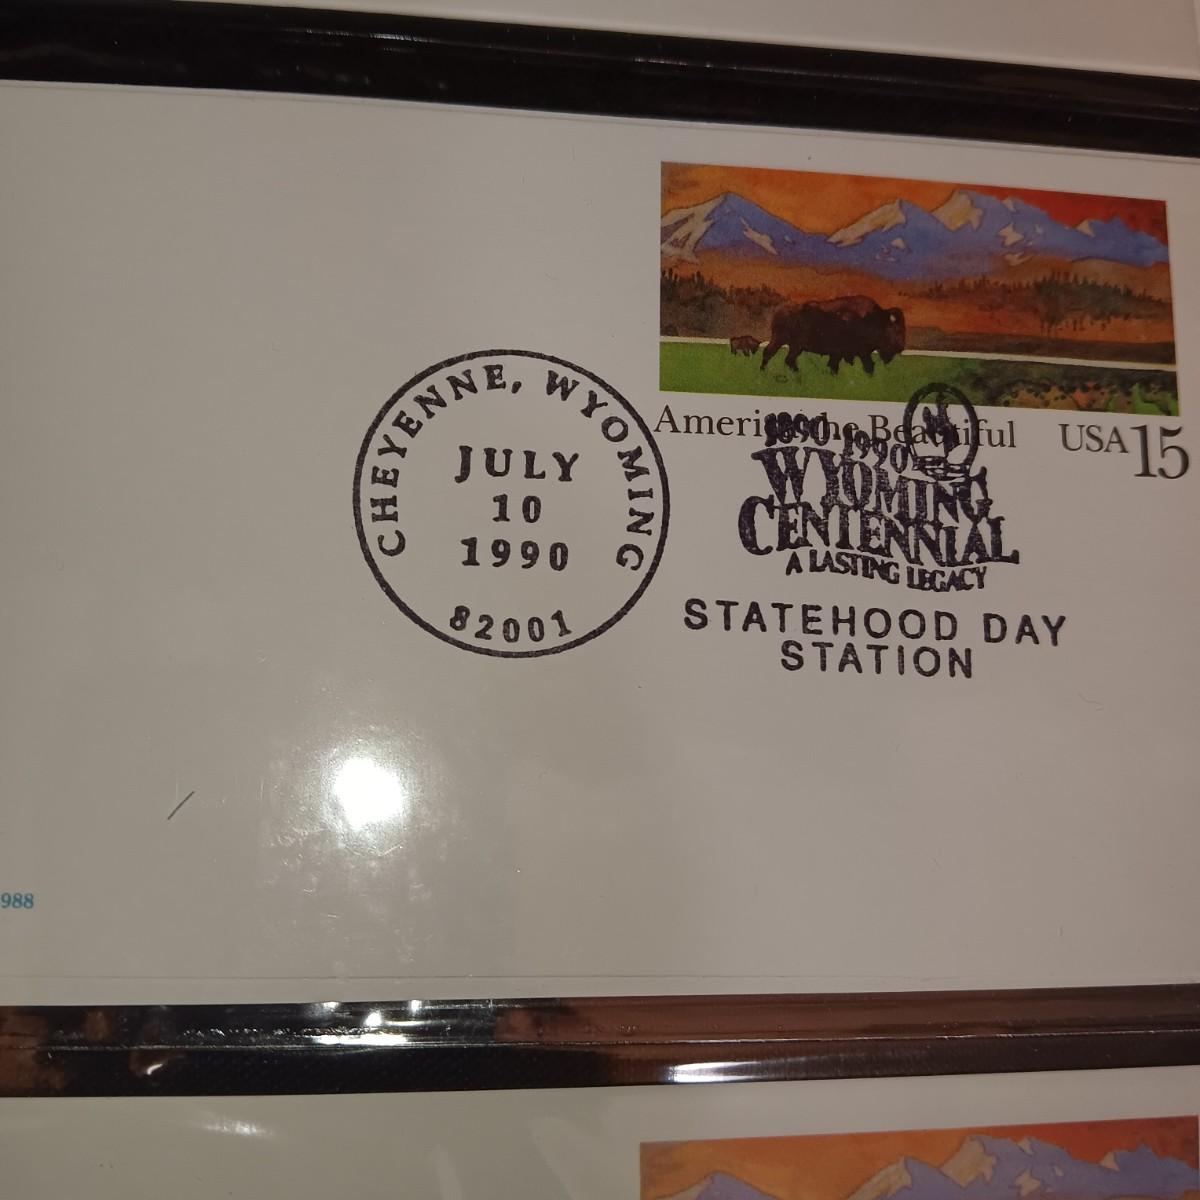 America the Beautiful USA 15
CHEYENNE, WYOMING
JULY
10
1990
82001
1890-1990
WYOMING
CENTENNIAL
A LASTING LEGACY
STATEHOOD DAY
STATION
988